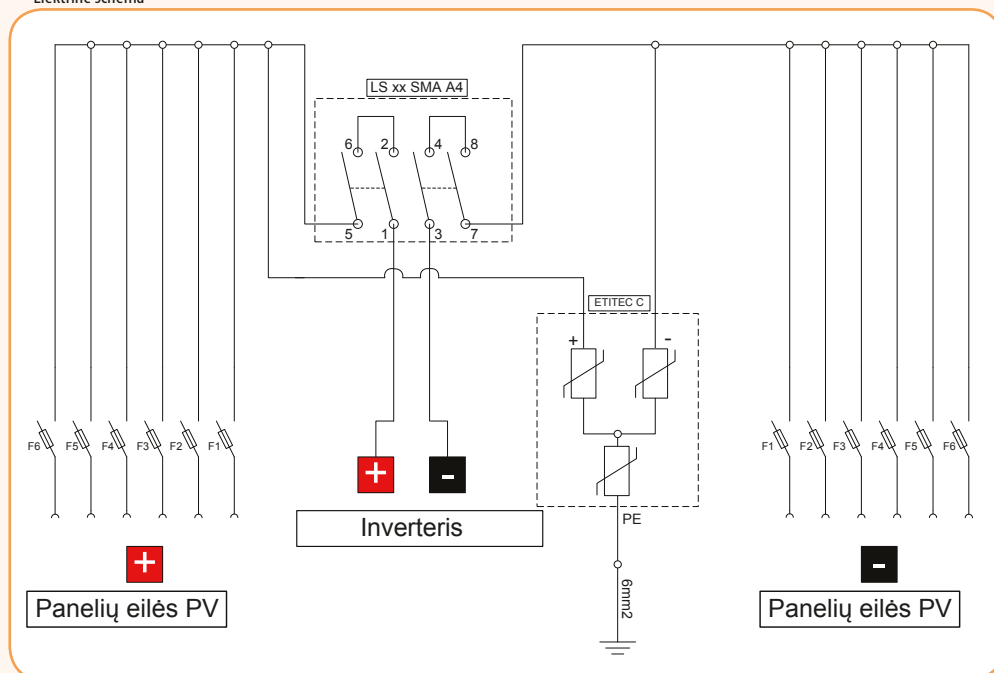 Elektrinė schema
LS xx SMA A4
6 2 4 8
5 1 3 7
ETITEC C
+ -
F6 F5 F4 F3 F2 F1
F1 F2 F3 F4 F5 F6
+ -
Inverteris
PE
6mm2
+
Panelių eilės PV
-
Panelių eilės PV